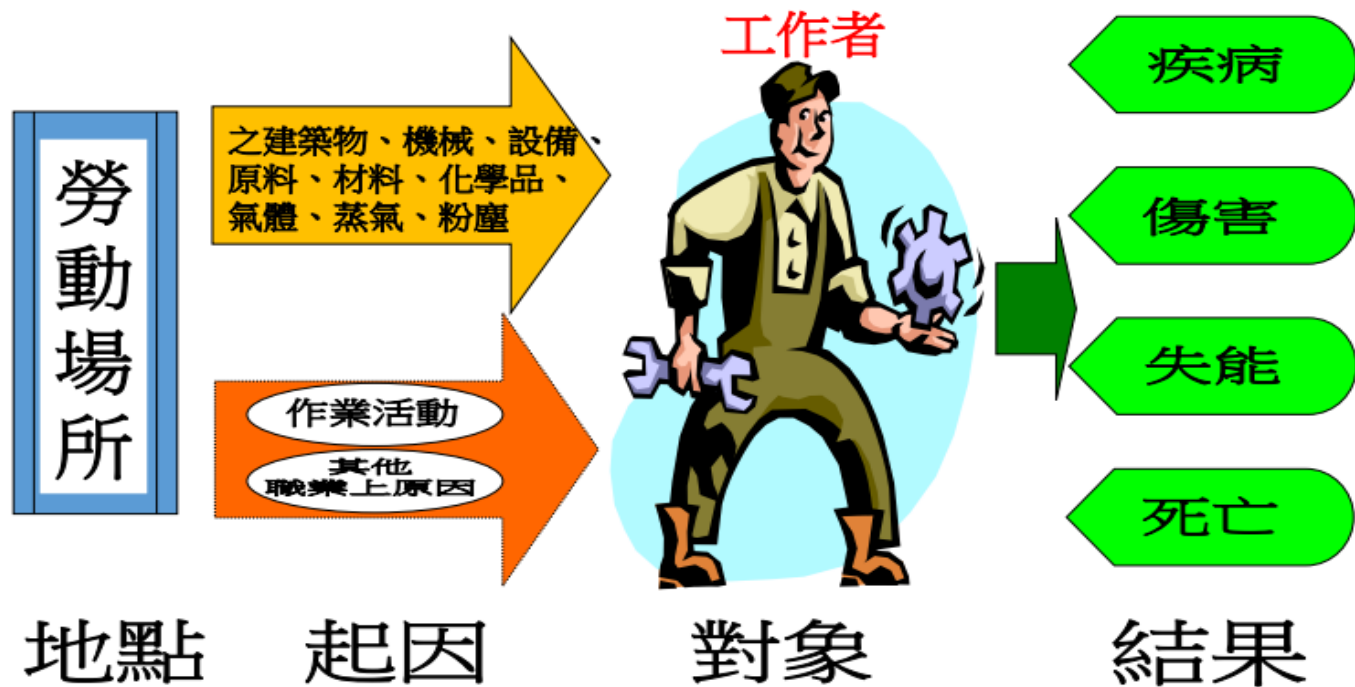 勞動場所
之建築物、機械、設備、
原料、材料、化學品、
氣體、蒸氣、粉塵
作業活動
其他
職業上原因
工作者
疾病
傷害
失能
死亡
地點
起因
對象
結果